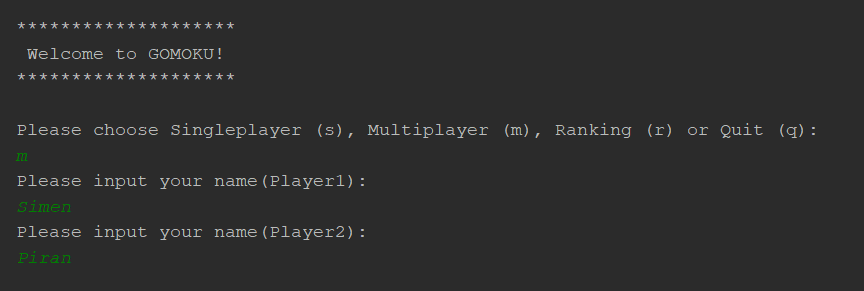 ********************
Welcome to GOMOKU!
********************
Please choose Singleplayer (s), Multiplayer (m), Ranking (r) or Quit (q):
m
Please input your name(Player1):
Simen
Please input your name(Player2):
Piran